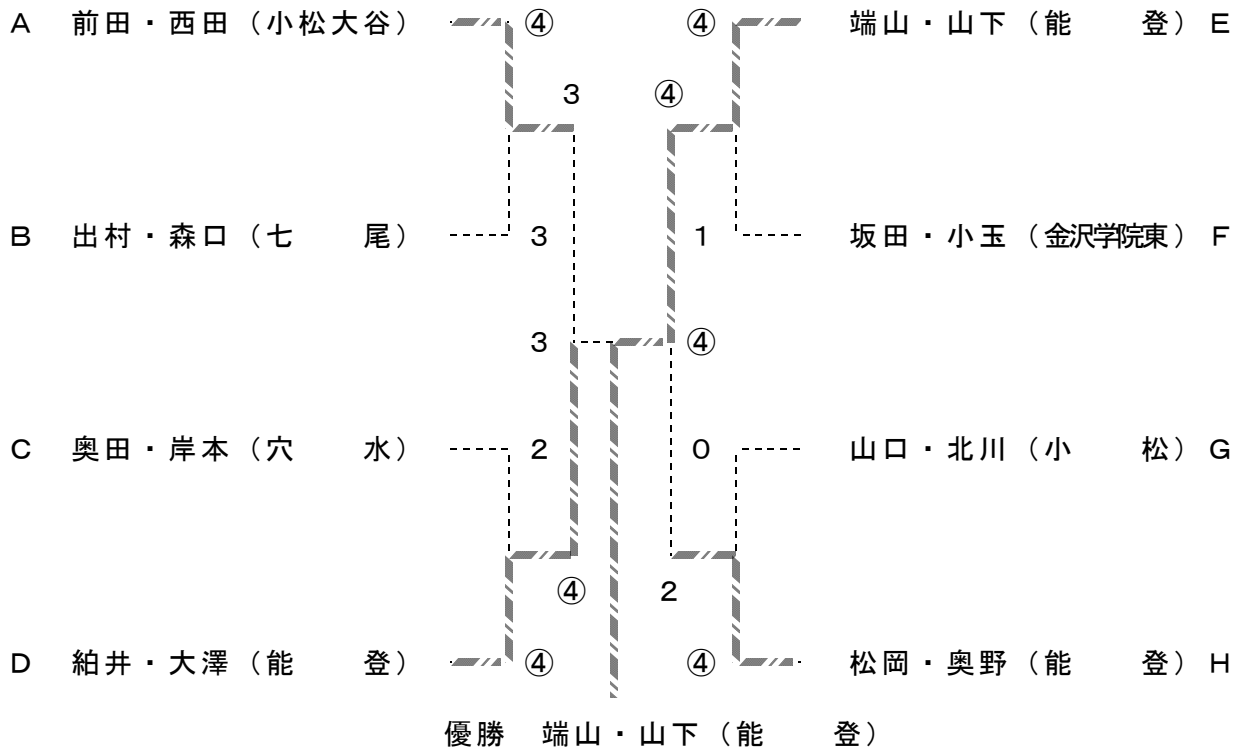 A 前田・西田（小松大谷） ④ ④ 端山・山下（能　　登） E
3 ④
B 出村・森口（七　　尾） 3 1 坂田・小玉（金沢学院東） F
3 ④
C 奥田・岸本（穴　　水） 2 0 山口・北川（小　　松） G
④ 2
D 紬井・大澤（能　　登） ④ ④ 松岡・奥野（能　　登） H
優勝　端山・山下（能　　登）